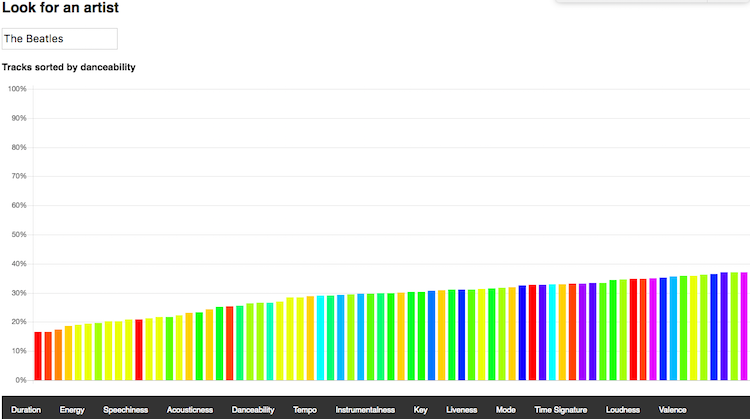 Look for an artist
The Beatles
Tracks sorted by danceability
100%
90%
80%
70%
60%
50%
40%
30%
20%
10%
0%
Duration Energy Speechiness Acousticness Danceability Tempo Instrumentalness Key Liveness Mode Time Signature Loudness Valence